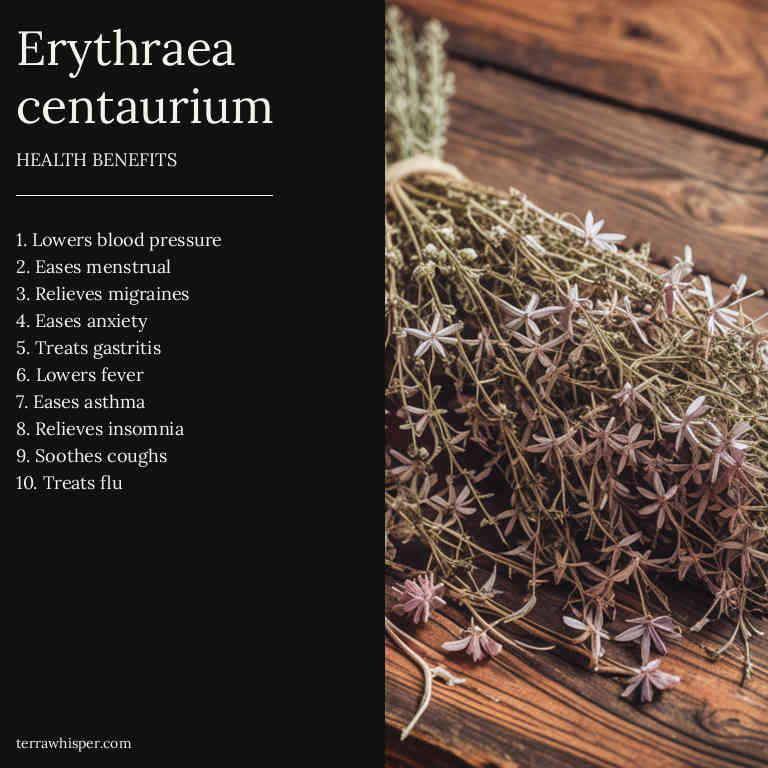 Erythraea
centaurium
HEALTH BENEFITS
1. Lowers blood pressure
2. Eases menstrual
3. Relieves migraines
4. Eases anxiety
5. Treats gastritis
6. Lowers fever
7. Eases asthma
8. Relieves insomnia
9. Soothes coughs
10. Treats flu
terrawhisper.com